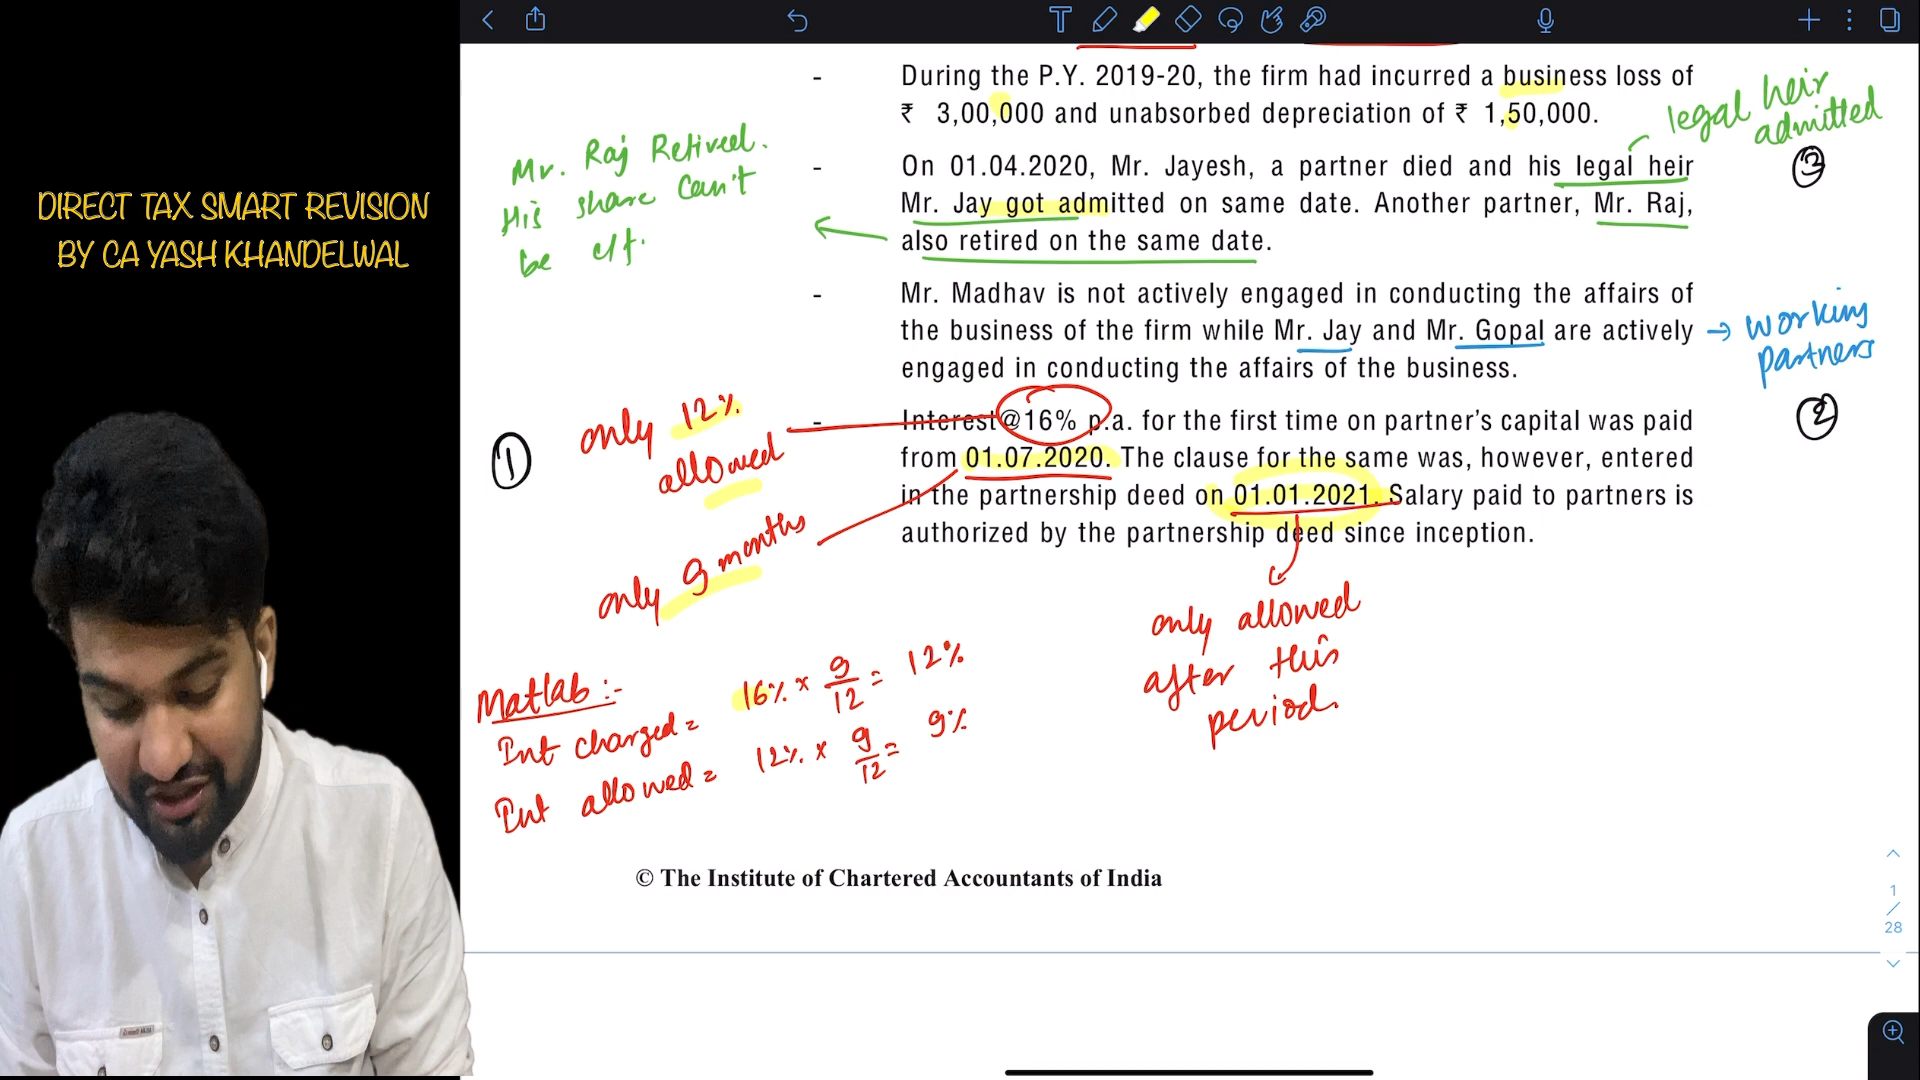 DIRECT TAX SMART REVISION
BY CA YASH KHANDELWAL
- During the P.Y. 2019-20, the firm had incurred a business loss of
₹ 3,00,000 and unabsorbed depreciation of ₹ 1,50,000.
legal heir
admitted
3
- On 01.04.2020, Mr. Jayesh, a partner died and his legal heir
Mr. Jay got admitted on same date. Another partner, Mr. Raj,
also retired on the same date.
Mr. Raj Retired.
His share Can't
be c/f.
- Mr. Madhav is not actively engaged in conducting the affairs of
the business of the firm while Mr. Jay and Mr. Gopal are actively
engaged in conducting the affairs of the business.
→ working
partners
2
- Interest @16% p.a. for the first time on partner's capital was paid
from 01.07.2020. The clause for the same was, however, entered
in the partnership deed on 01.01.2021. Salary paid to partners is
authorized by the partnership deed since inception.
1
only 12%
allowed
only 9 months
only allowed
after this
period.
Matlab :-
Int charged = 16% × 9/12 = 12%
Int allowed = 12% × 9/12 = 9%
© The Institute of Chartered Accountants of India
1
/
28